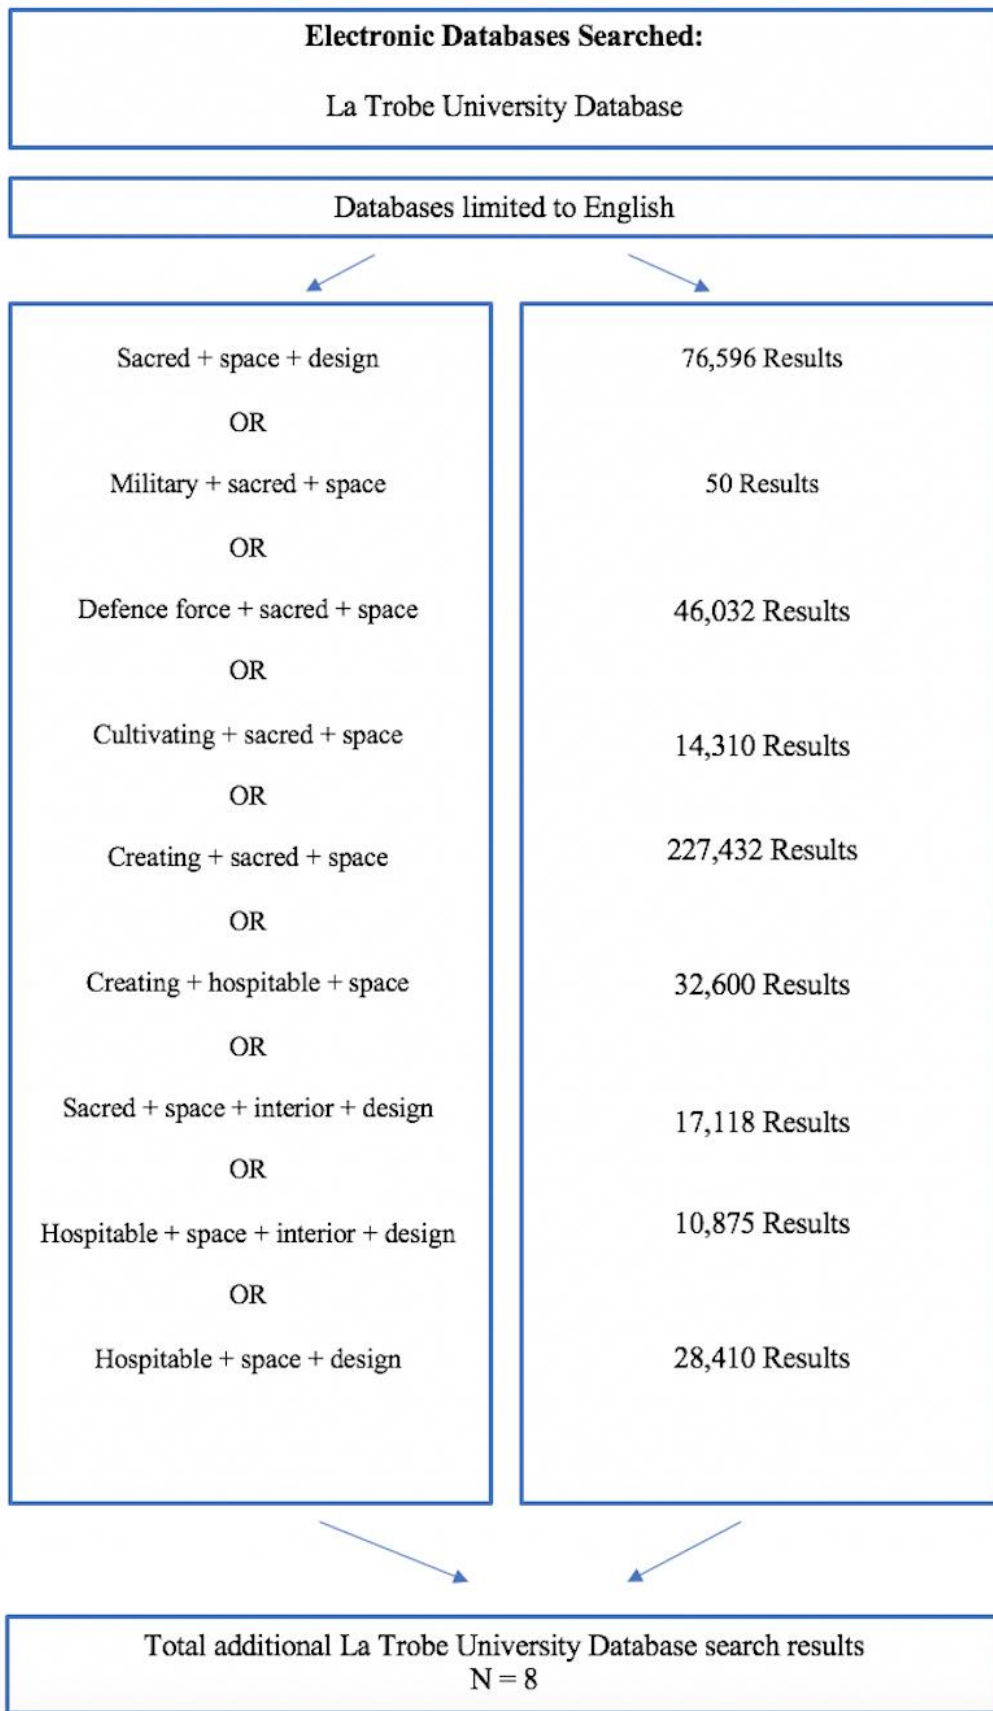 Electronic Databases Searched:
La Trobe University Database
Databases limited to English
Sacred + space + design
OR
Military + sacred + space
OR
Defence force + sacred + space
OR
Cultivating + sacred + space
OR
Creating + sacred + space
OR
Creating + hospitable + space
OR
Sacred + space + interior + design
OR
Hospitable + space + interior + design
OR
Hospitable + space + design
76,596 Results
50 Results
46,032 Results
14,310 Results
227,432 Results
32,600 Results
17,118 Results
10,875 Results
28,410 Results
Total additional La Trobe University Database search results
N = 8